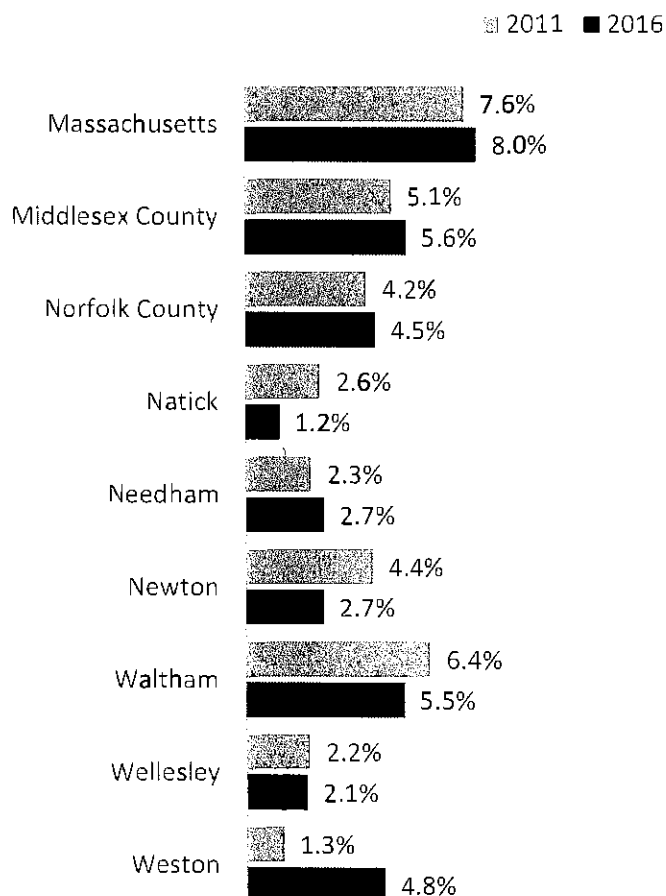 2011 2016
Massachusetts
7.6%
8.0%
Middlesex County
5.1%
5.6%
Norfolk County
4.2%
4.5%
Natick
2.6%
1.2%
Needham
2.3%
2.7%
Newton
4.4%
2.7%
Waltham
6.4%
5.5%
Wellesley
2.2%
2.1%
Weston
1.3%
4.8%